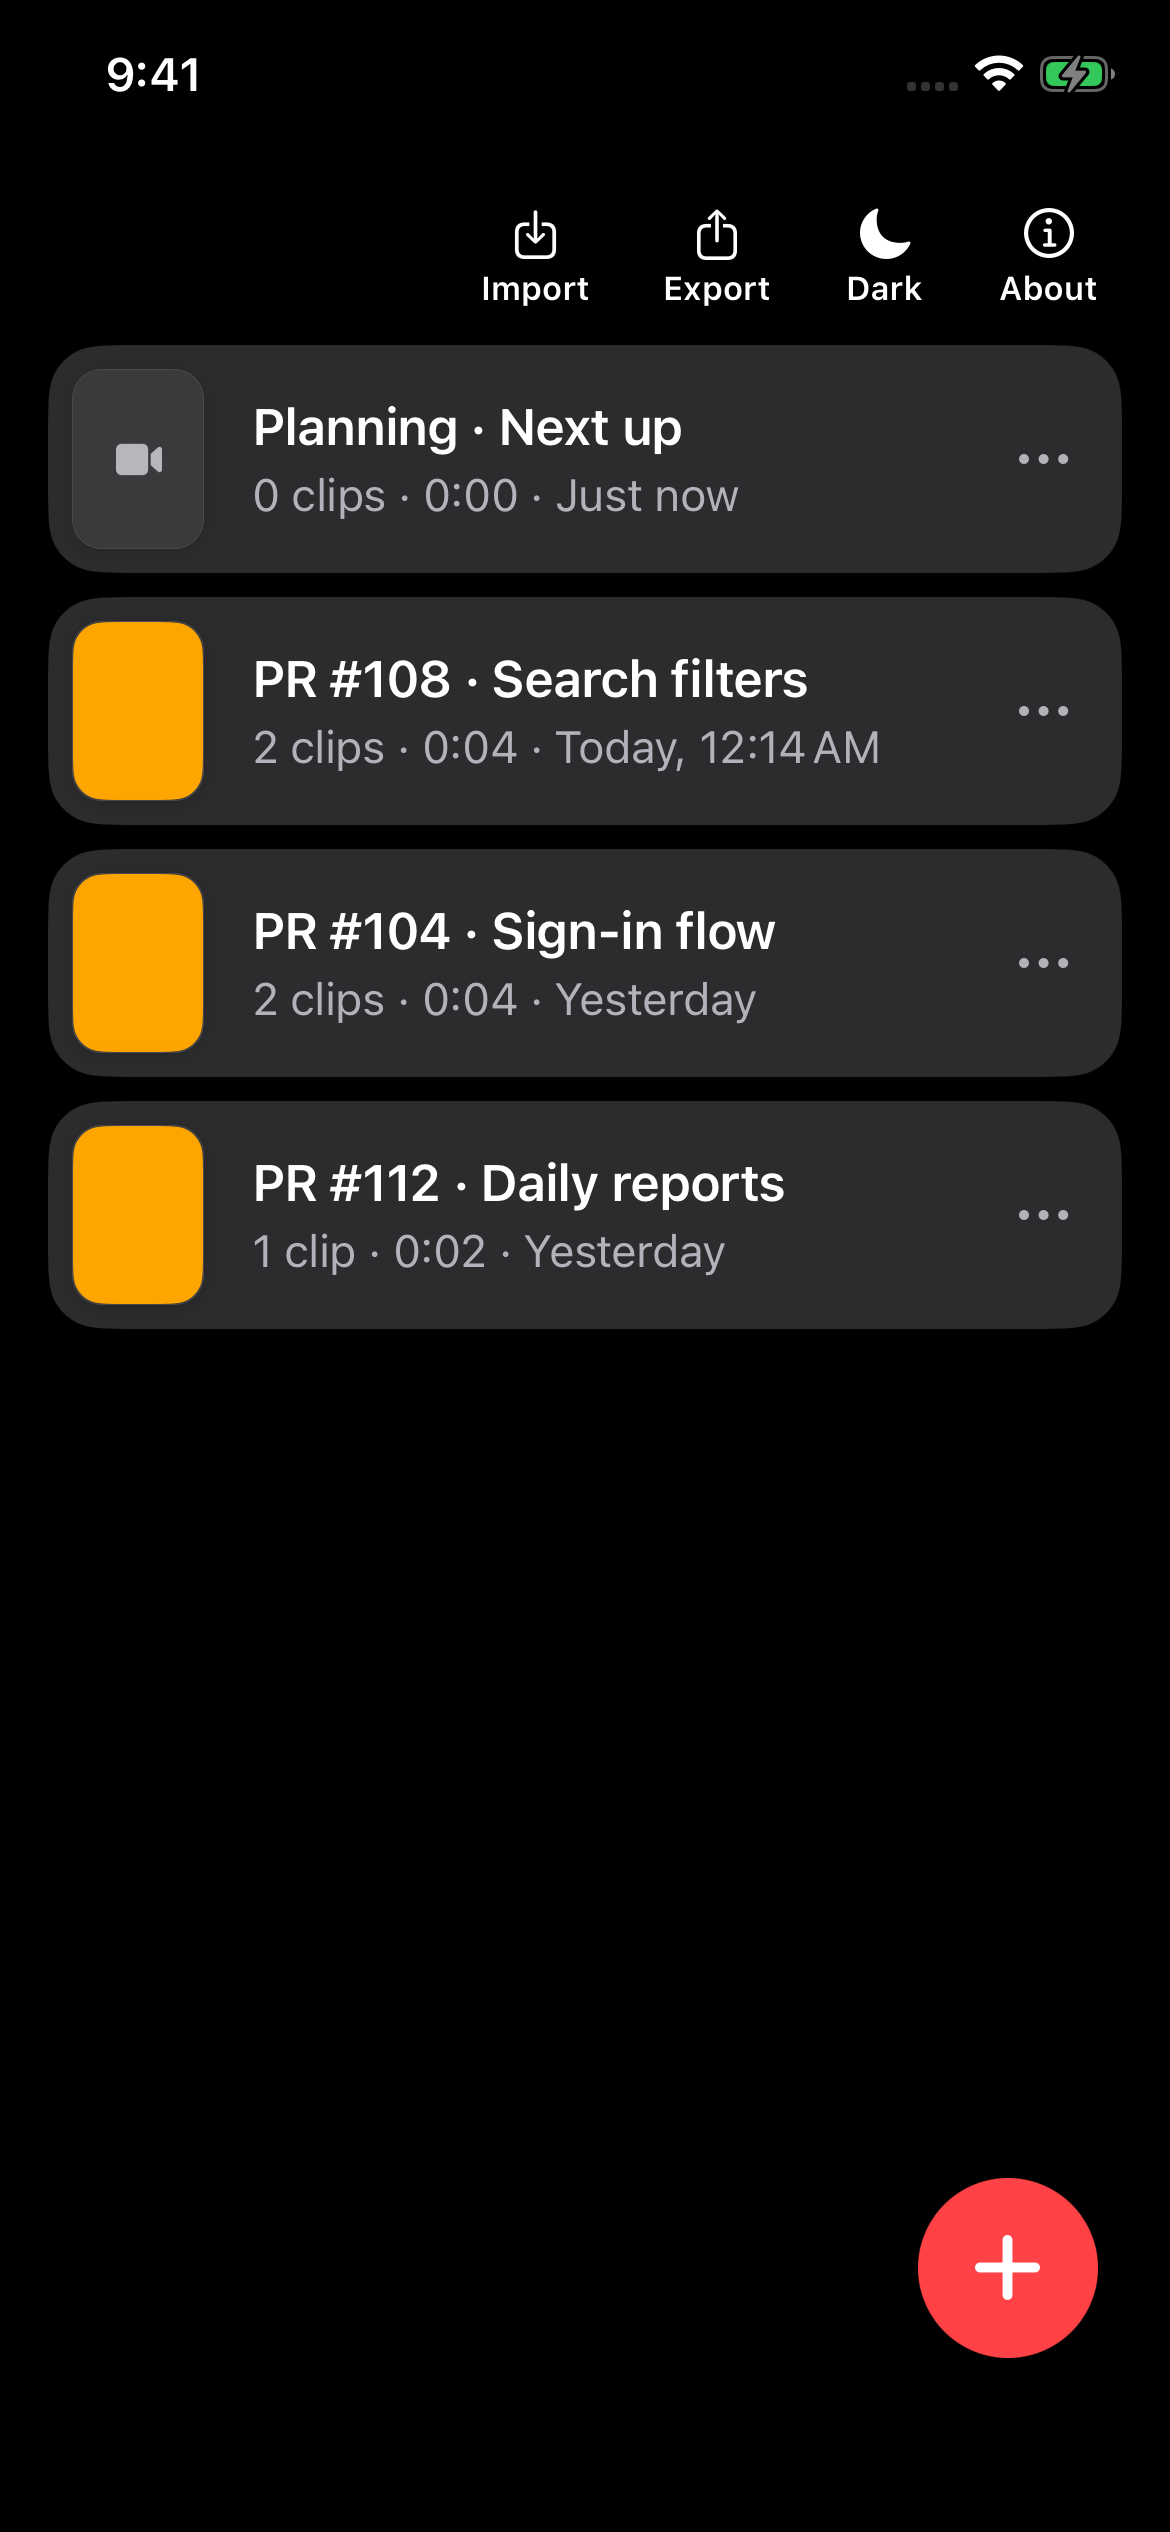 9:41
Import
Export
Dark
About
Planning · Next up
0 clips · 0:00 · Just now
PR #108 · Search filters
2 clips · 0:04 · Today, 12:14 AM
PR #104 · Sign-in flow
2 clips · 0:04 · Yesterday
PR #112 · Daily reports
1 clip · 0:02 · Yesterday